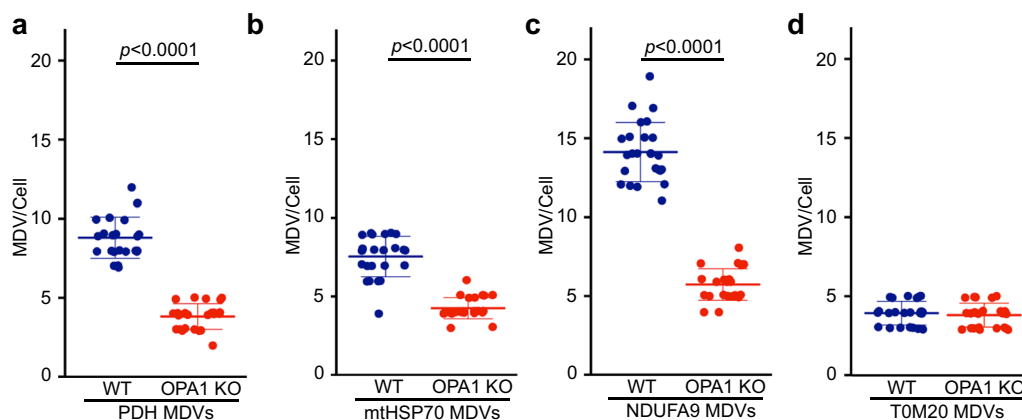 a
p<0.0001
MDV/Cell
20
15
10
5
0
WT OPA1 KO
PDH MDVs
b
p<0.0001
MDV/Cell
20
15
10
5
0
WT OPA1 KO
mtHSP70 MDVs
c
p<0.0001
MDV/Cell
20
15
10
5
0
WT OPA1 KO
NDUFA9 MDVs
d
MDV/Cell
20
15
10
5
0
WT OPA1 KO
T0M20 MDVs